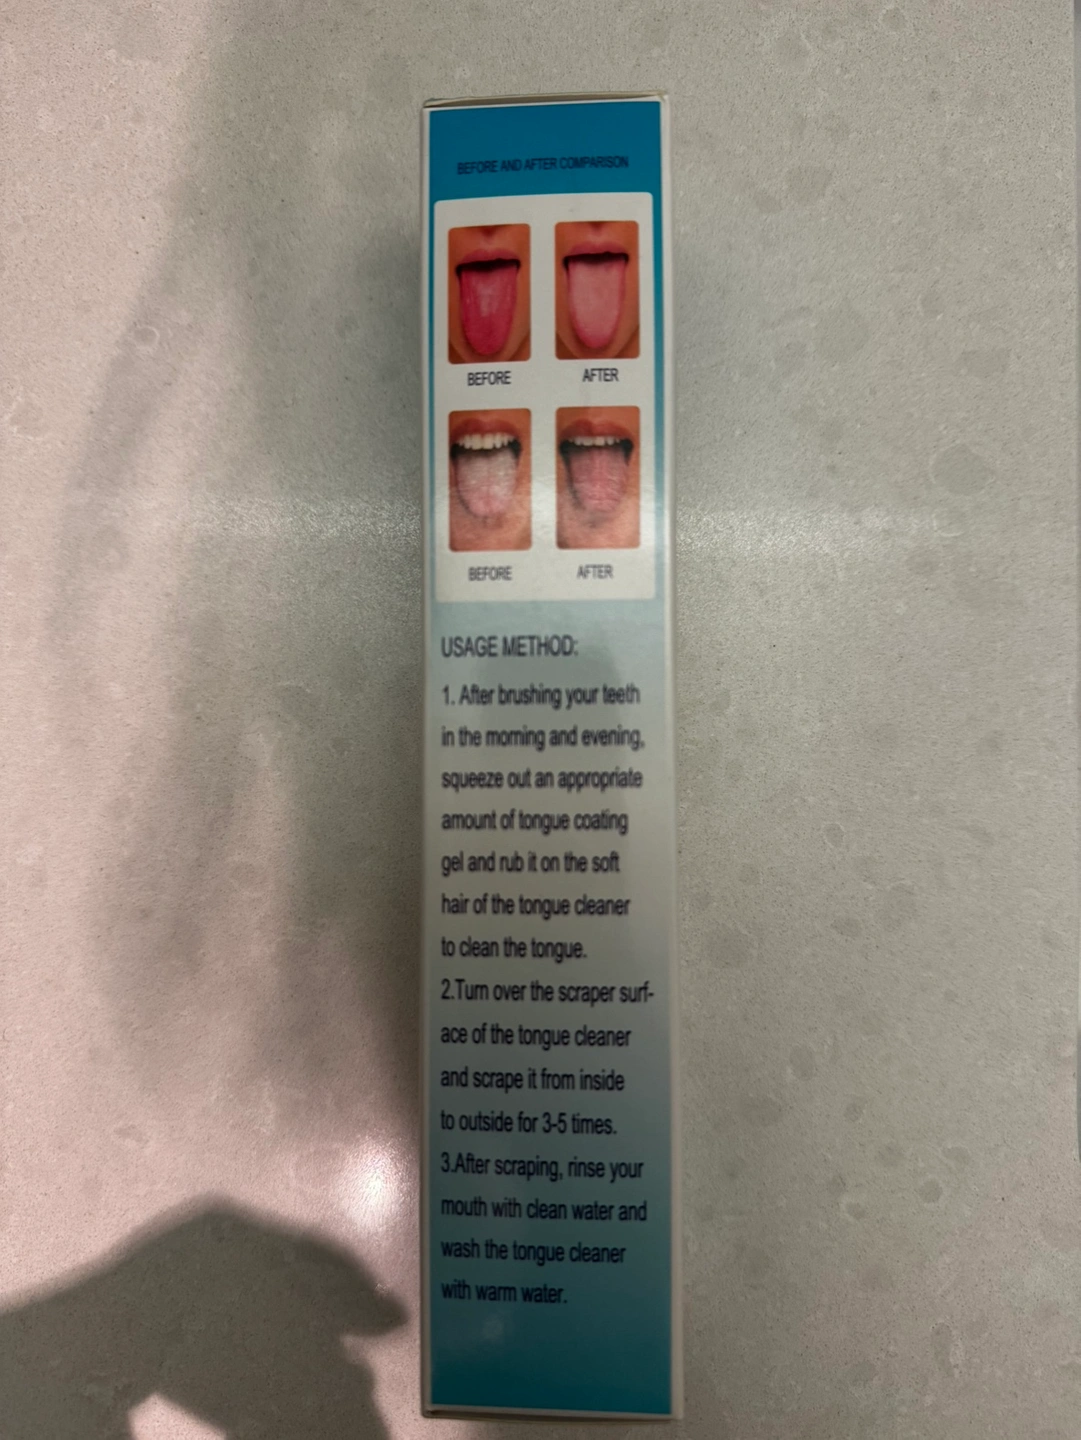 BEFORE AND AFTER COMPARISON
BEFORE AFTER
BEFORE AFTER
USAGE METHOD:
1. After brushing your teeth
in the morning and evening,
squeeze out an appropriate
amount of tongue coating
gel and rub it on the soft
hair of the tongue cleaner
to clean the tongue.
2.Turn over the scraper surf-
ace of the tongue cleaner
and scrape it from inside
to outside for 3-5 times.
3.After scraping, rinse your
mouth with clean water and
wash the tongue cleaner
with warm water.